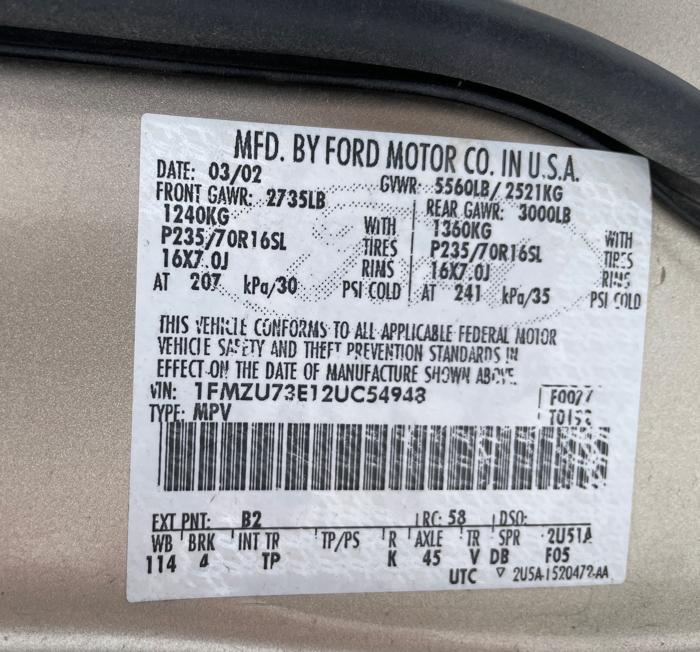 MFD. BY FORD MOTOR CO. IN U.S.A.
DATE: 03/02 GVWR: 5560LB/2521KG
FRONT GAWR: 2735LB REAR GAWR: 3000LB
1240KG WITH 1360KG WITH
P235/70R16SL TIRES P235/70R16SL TIRES
16X7.0J RIMS 16X7.0J RIMS
AT 207 kPa/30 PSI COLD AT 241 kPa/35 PSI COLD
THIS VEHICLE CONFORMS TO ALL APPLICABLE FEDERAL MOTOR
VEHICLE SAFETY AND THEFT PREVENTION STANDARDS IN
EFFECT ON THE DATE OF MANUFACTURE SHOWN ABOVE.
VIN: 1FMZU73E12UC54948 F0027
TYPE: MPV
EXT PNT: B2 RC: 58 DSO:
WB BRK INT TR TP/PS R AXLE TR SPR 2U51A
114 4 TP K 45 V DB F05
UTC ▽ 2U5A-1520472-AA